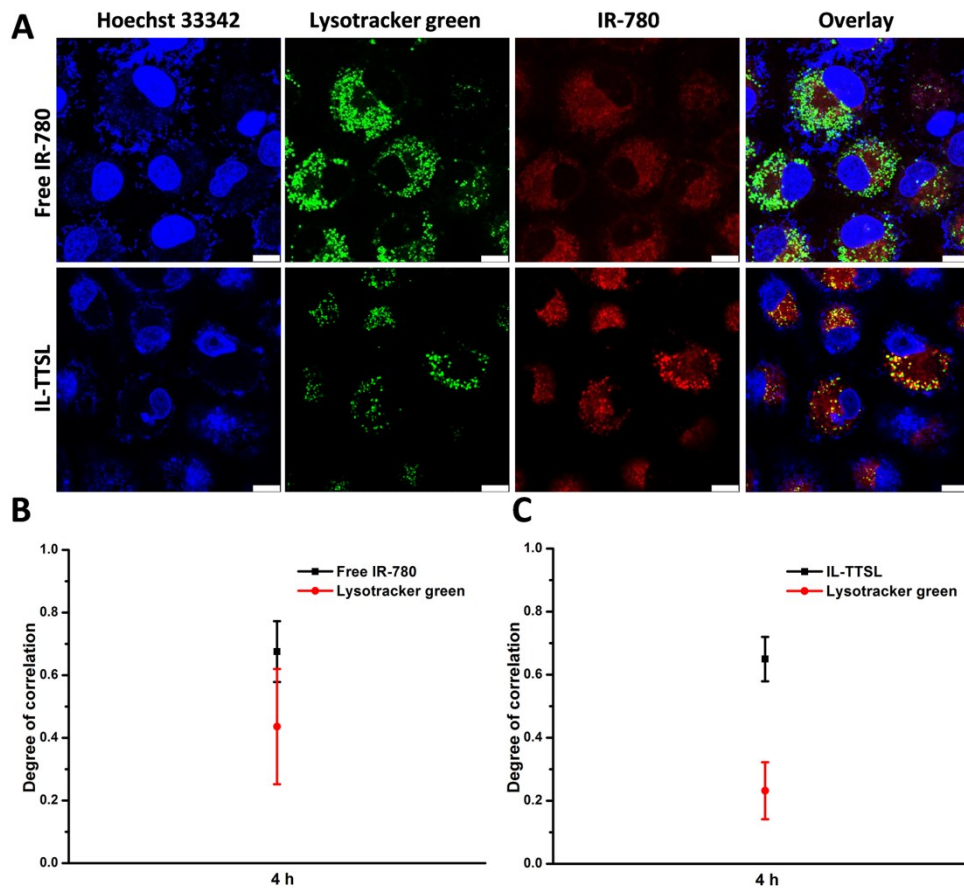 A
Hoechst 33342
Lysotracker green
IR-780
Overlay
Free IR-780
IL-TTSL
B
Degree of correlation
1.0
0.8
0.6
0.4
0.2
0.0
Free IR-780
Lysotracker green
4 h
C
Degree of correlation
1.0
0.8
0.6
0.4
0.2
0.0
IL-TTSL
Lysotracker green
4 h